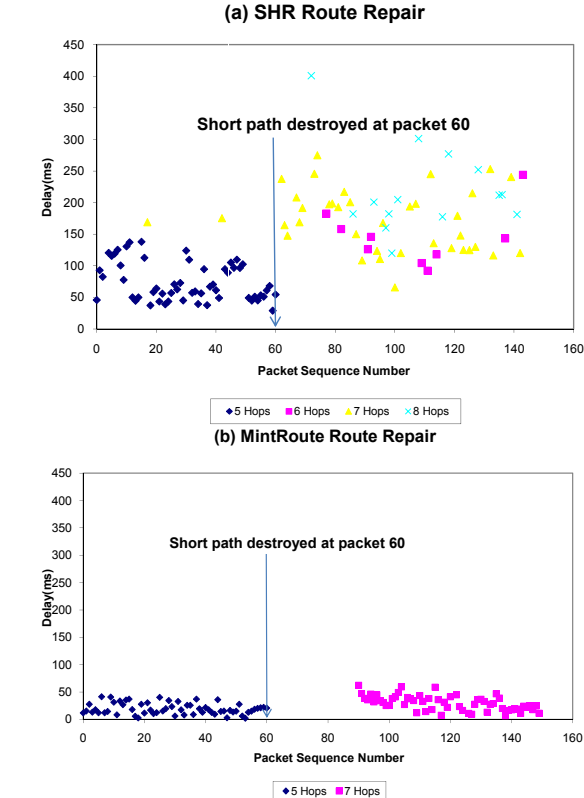 (a) SHR Route Repair
450
400
350
300
250
200
150
100
50
0
Delay(ms)
Short path destroyed at packet 60
0 20 40 60 80 100 120 140 160
Packet Sequence Number
5 Hops 6 Hops 7 Hops 8 Hops
(b) MintRoute Route Repair
450
400
350
300
250
200
150
100
50
0
Delay(ms)
Short path destroyed at packet 60
0 20 40 60 80 100 120 140 160
Packet Sequence Number
5 Hops 7 Hops